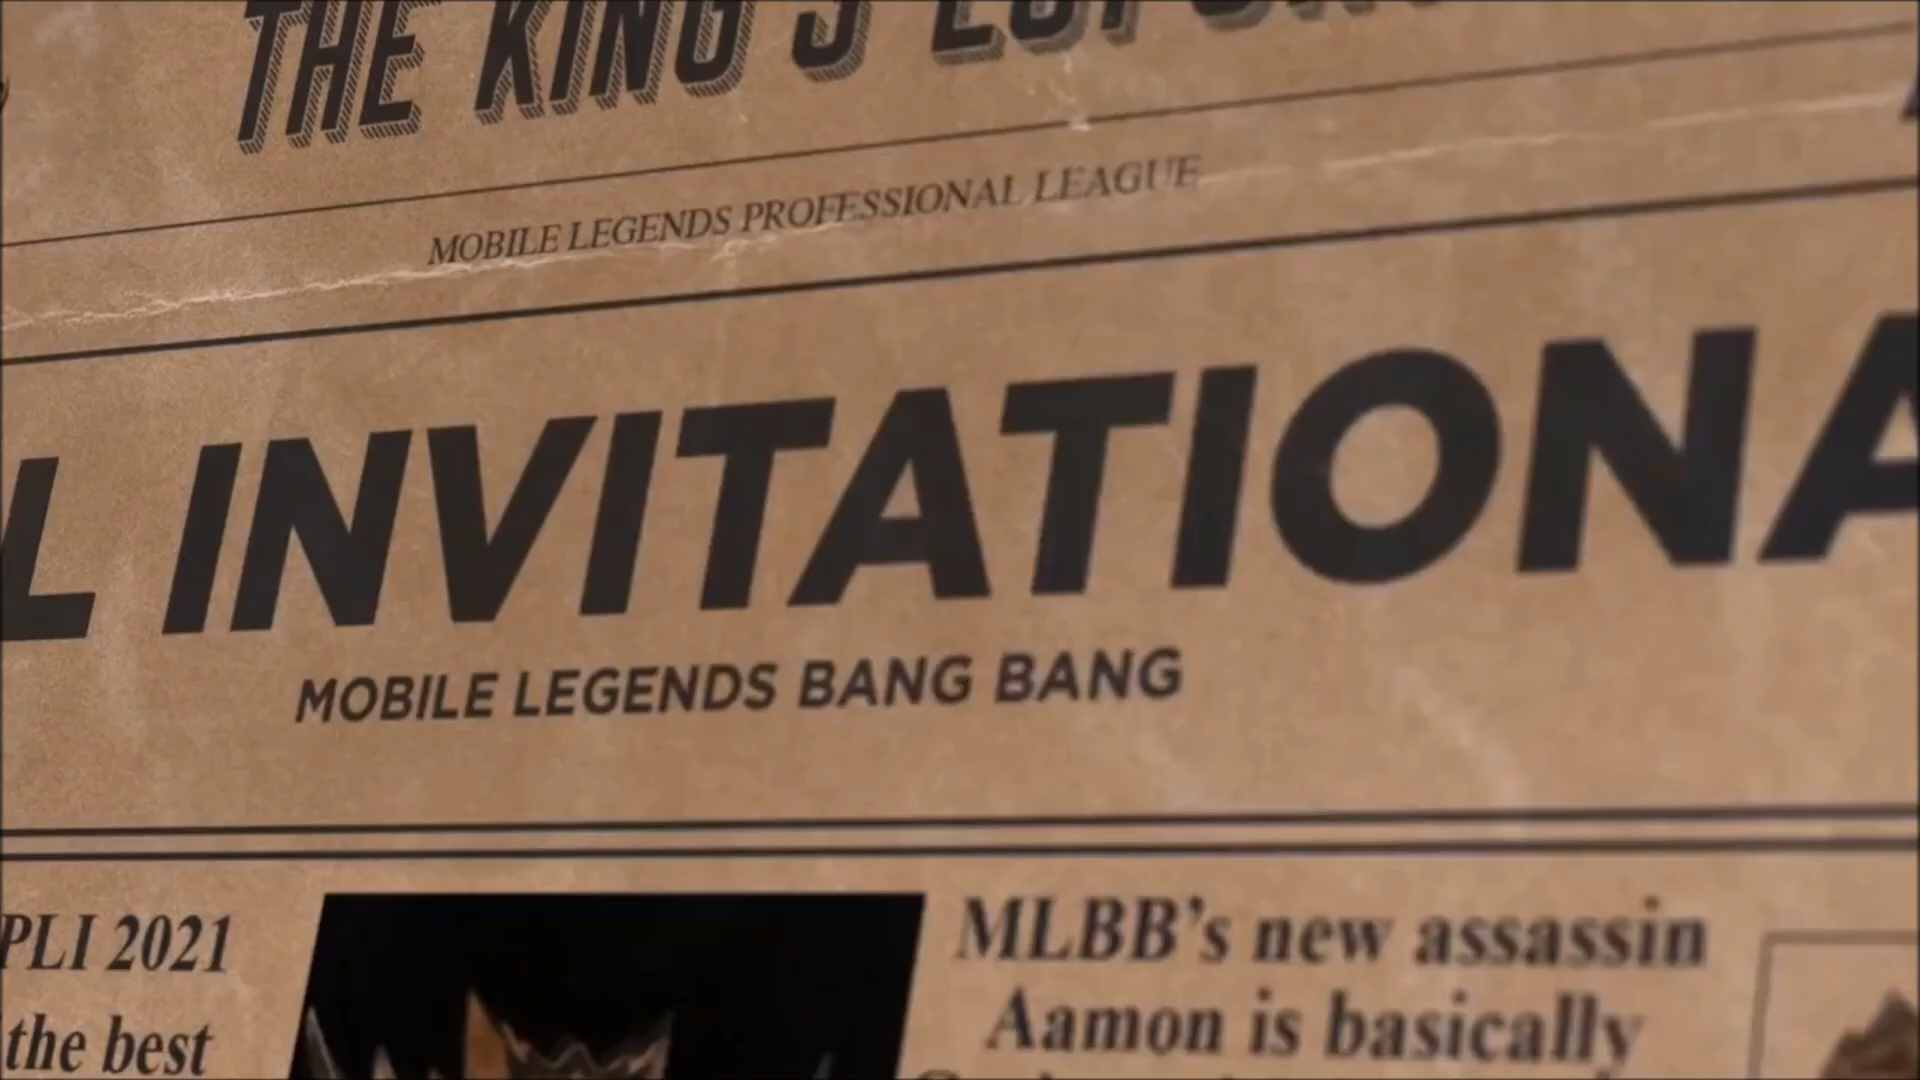 THE KING'S
MOBILE LEGENDS PROFESSIONAL LEAGUE
L INVITATIONA
MOBILE LEGENDS BANG BANG
PLI 2021
the best
MLBB's new assassin
Aamon is basically